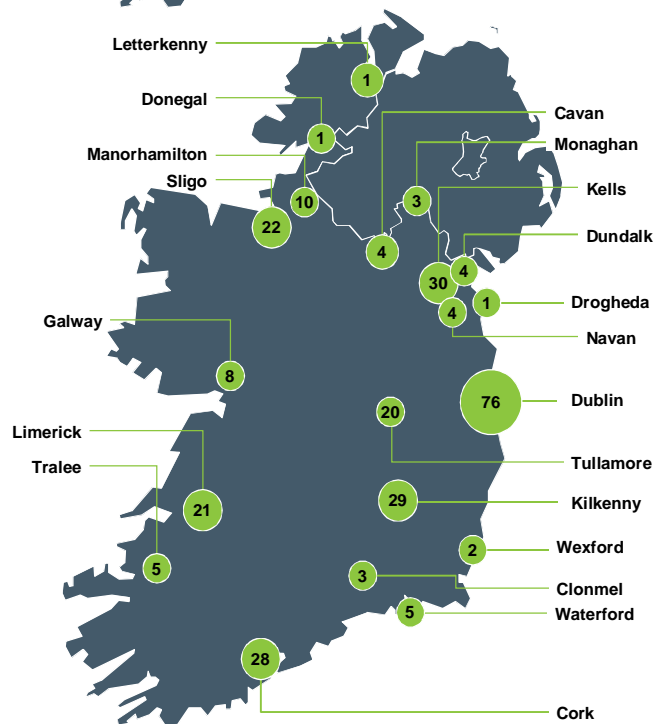 Letterkenny
1
Donegal
1
Cavan
Monaghan
Manorhamilton
10
3
Sligo
22
Kells
30
4
Dundalk
4
4
1
Drogheda
Navan
Galway
8
76
Dublin
20
Tullamore
Limerick
21
29
Kilkenny
Tralee
5
2
Wexford
3
Clonmel
5
Waterford
28
Cork